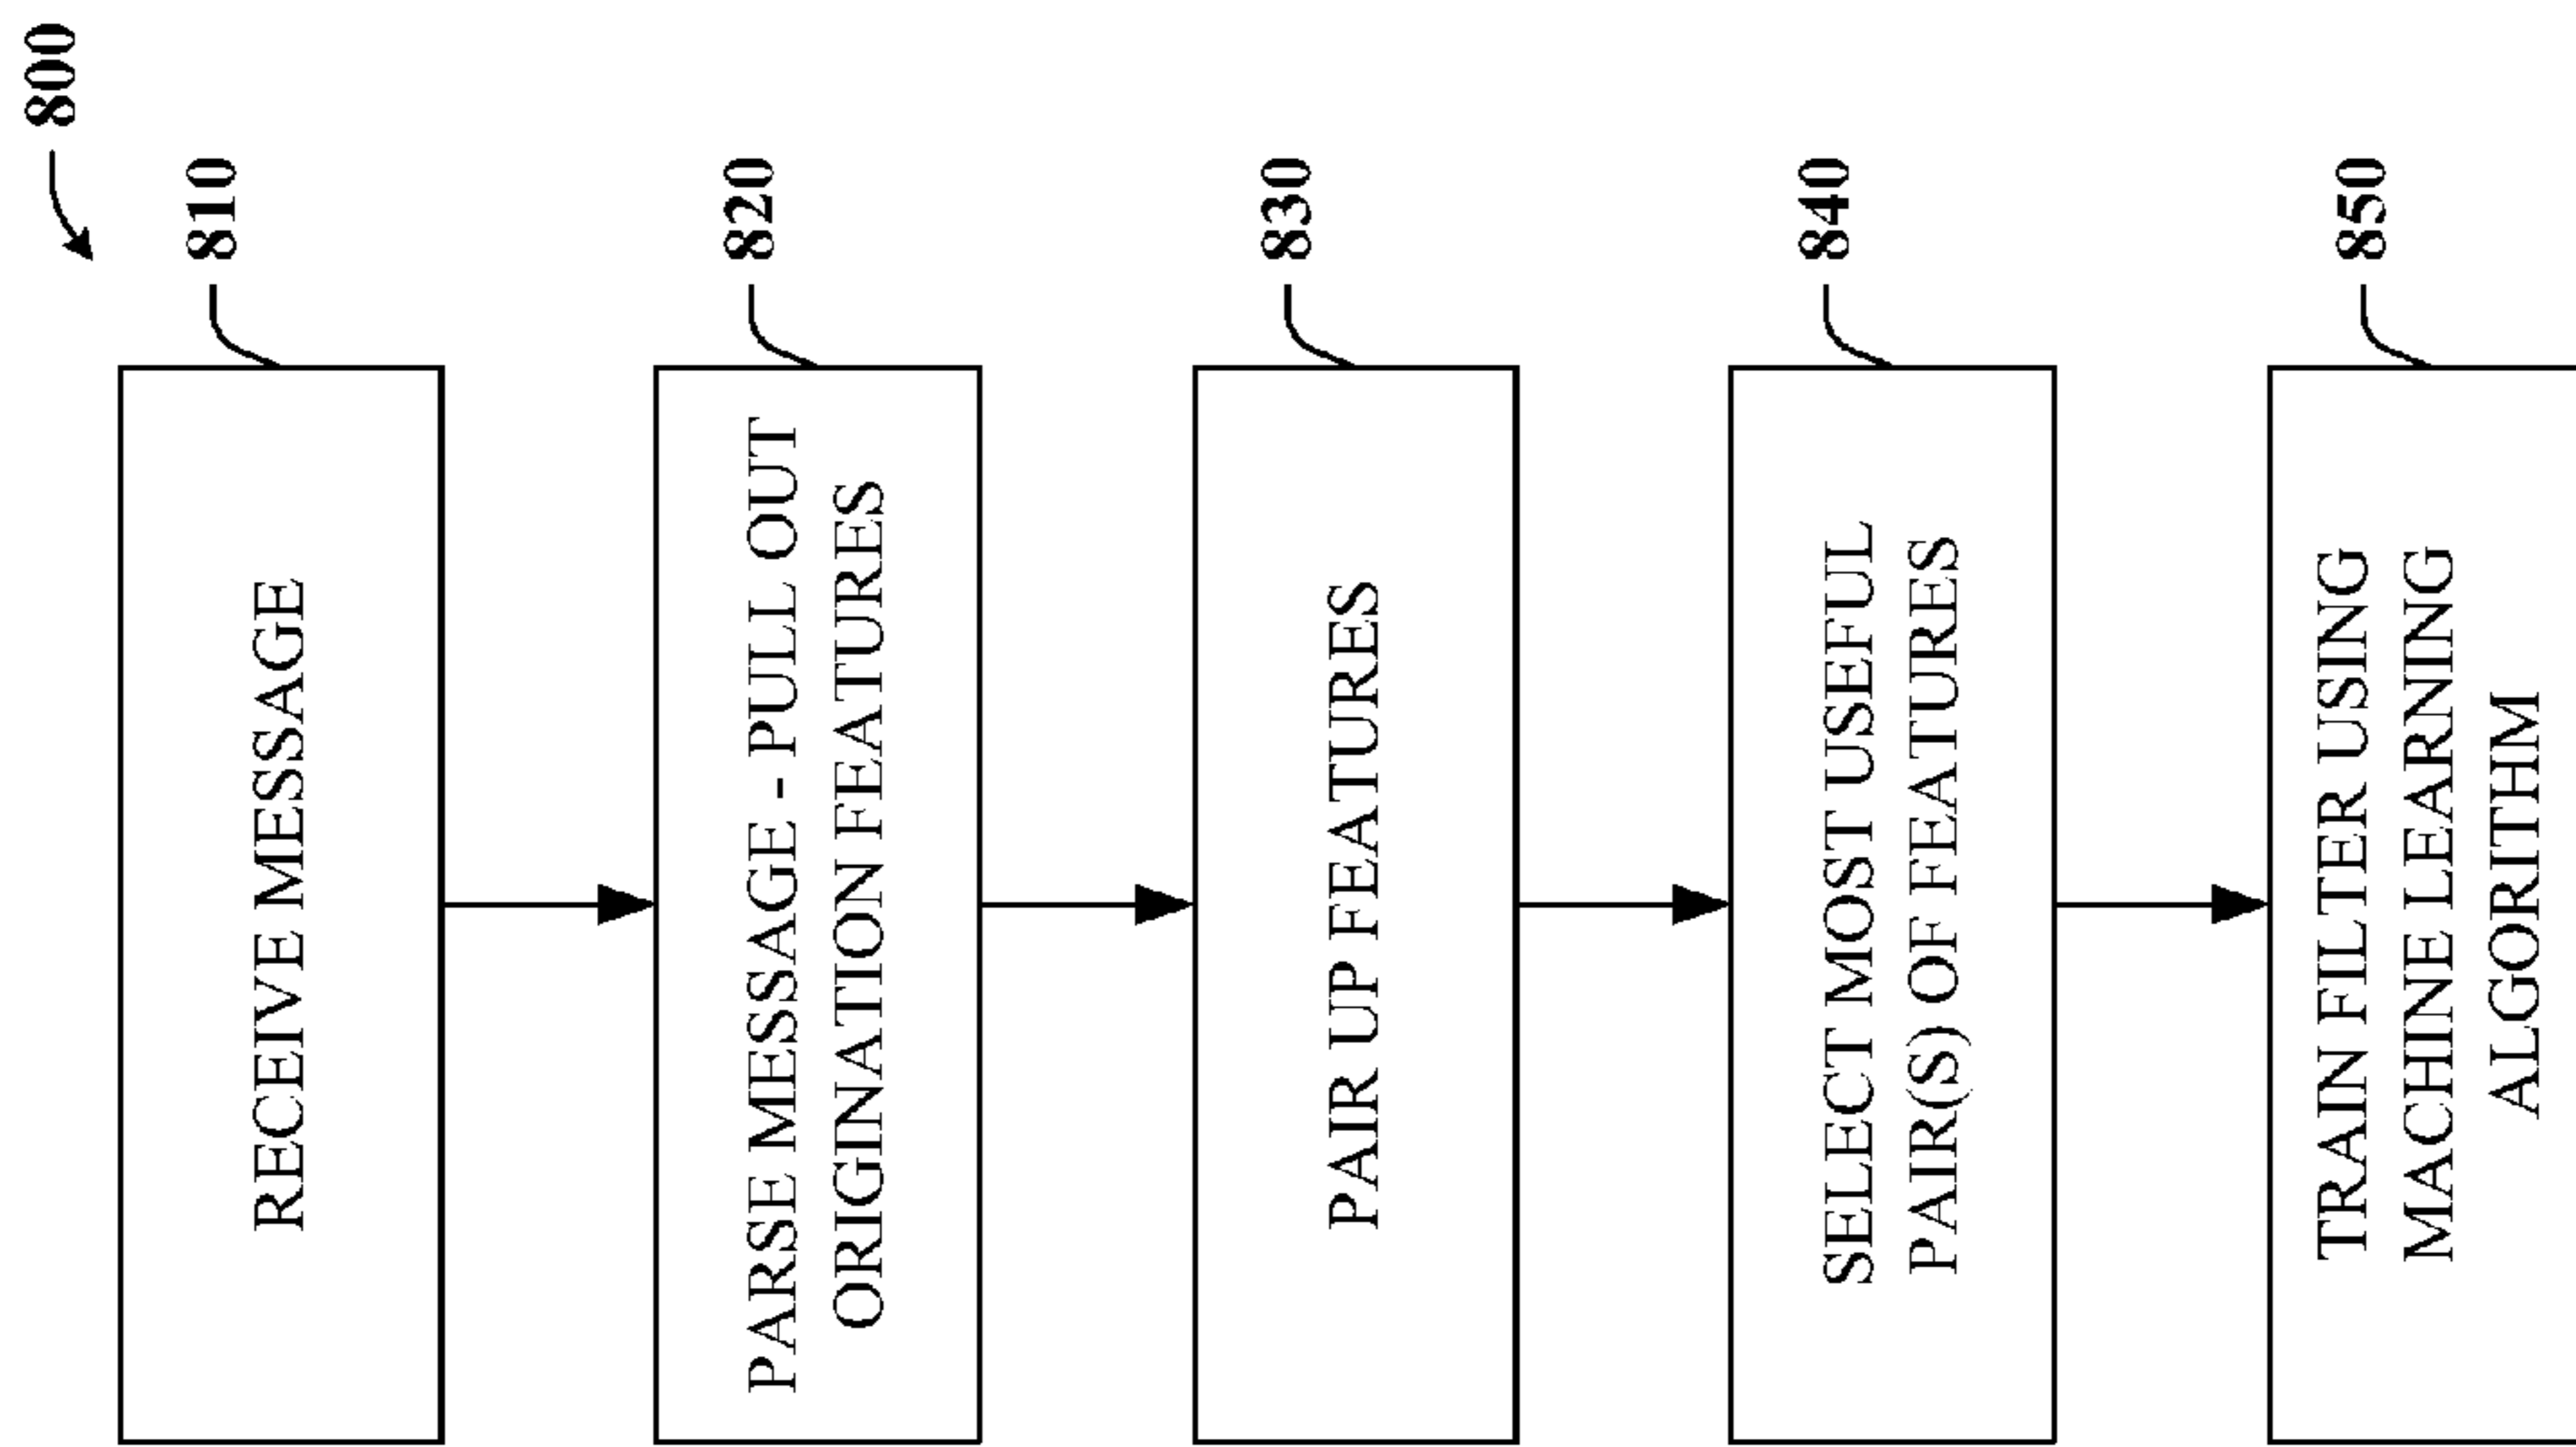 800
810
RECEIVE MESSAGE
820
PARSE MESSAGE - PULL OUT
ORIGINATION FEATURES
830
PAIR UP FEATURES
840
SELECT MOST USEFUL
PAIR(S) OF FEATURES
850
TRAIN FILTER USING
MACHINE LEARNING
ALGORITHM